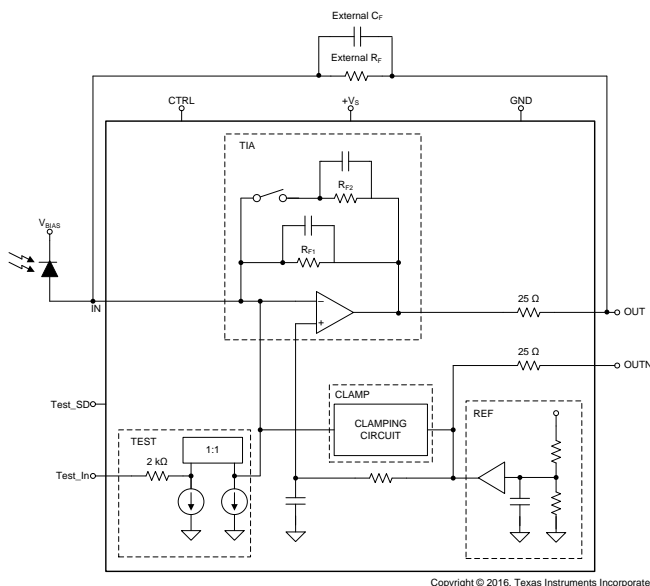 External CF
External RF
CTRL
+VS
GND
TIA
RF2
VBIAS
RF1
IN
−
+
25 Ω
OUT
25 Ω
OUTN
Test_SD
CLAMP
CLAMPING
CIRCUIT
REF
TEST
1:1
2 kΩ
Test_In
Copyright © 2016, Texas Instruments Incorporate